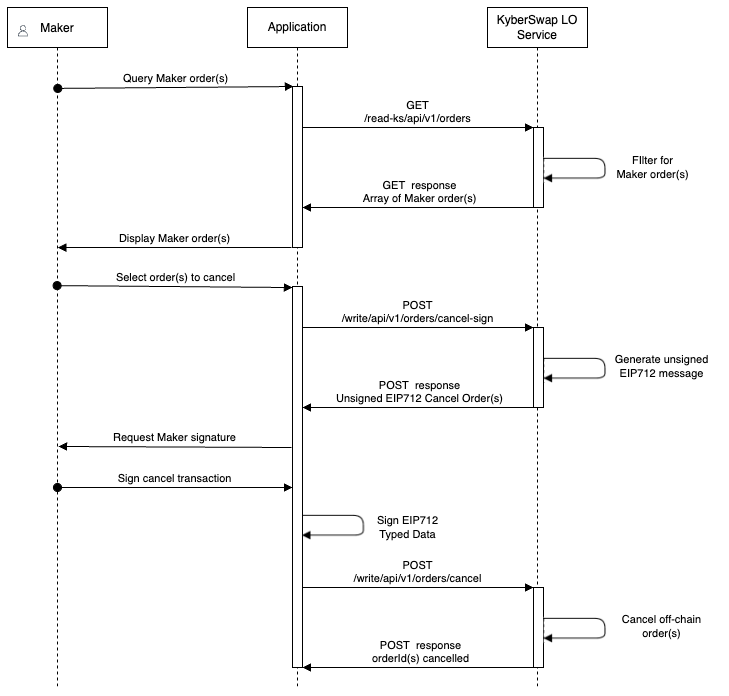 Maker
Application
KyberSwap LO
Service
Query Maker order(s)
GET
/read-ks/api/v1/orders
FIlter for
Maker order(s)
GET response
Array of Maker order(s)
Display Maker order(s)
Select order(s) to cancel
POST
/write/api/v1/orders/cancel-sign
Generate unsigned
EIP712 message
POST response
Unsigned EIP712 Cancel Order(s)
Request Maker signature
Sign cancel transaction
Sign EIP712
Typed Data
POST
/write/api/v1/orders/cancel
Cancel off-chain
order(s)
POST response
orderId(s) cancelled